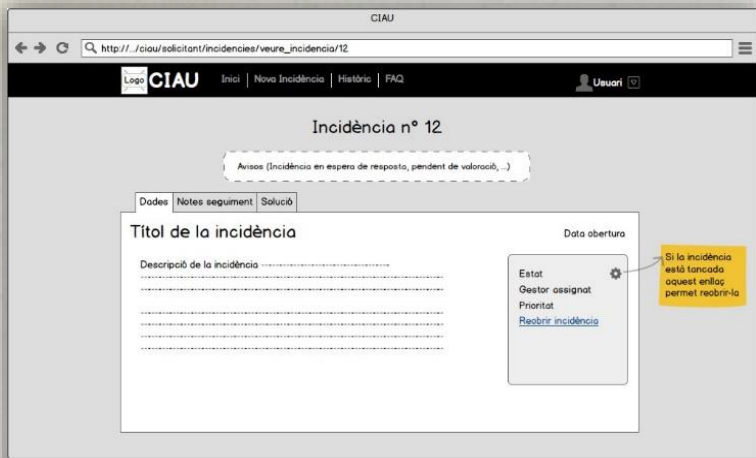 CIAU
http://../ciau/solicitant/incidencies/veure_incidencia/12
Logo CIAU Inici | Nova Incidència | Històric | FAQ Usuari
Incidència nº 12
Avisos (Incidència en espera de resposta, pendent de valoració, ...)
Dades Notes seguiment Solució
Títol de la incidència Data obertura
Descripció de la incidència
Estat
Gestor assignat
Prioritat
Reobrir incidència
Si la incidència
està tancada
aquest enllaç
permet reobrir-la